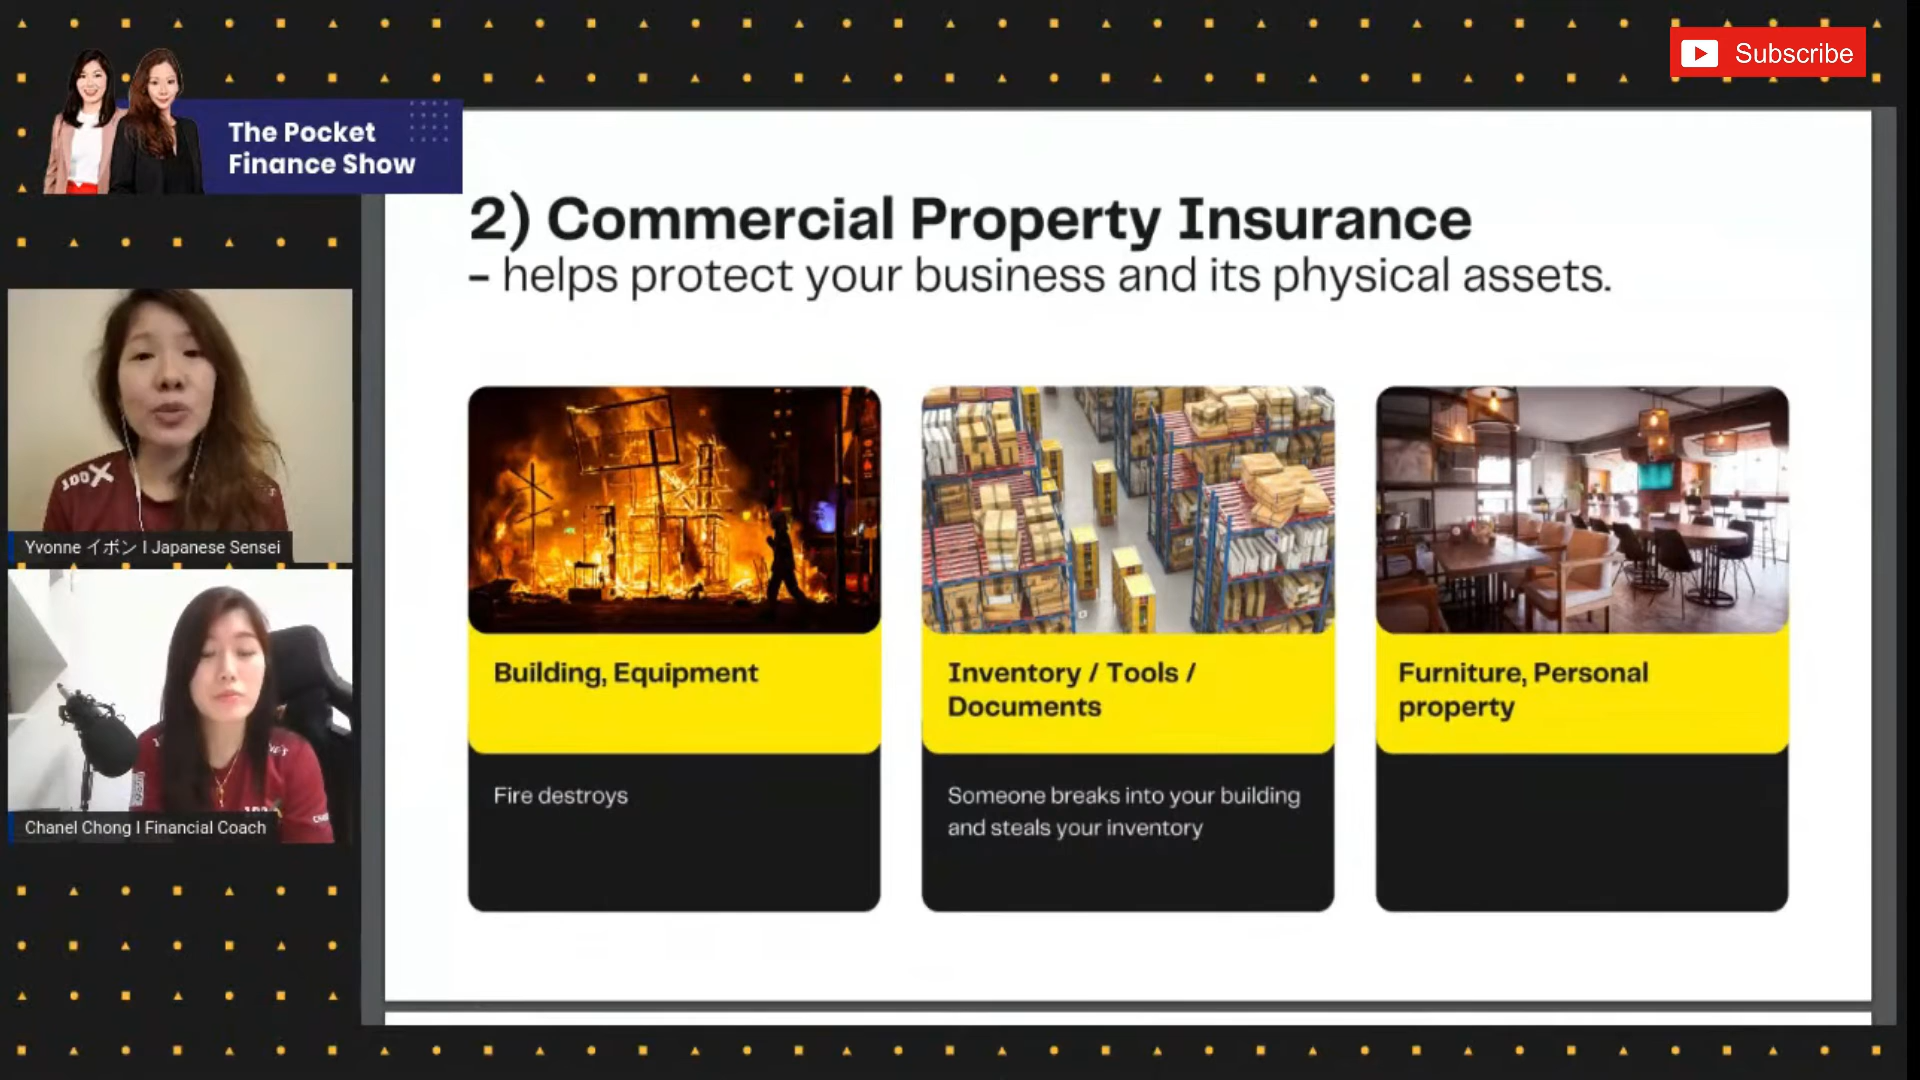 Subscribe
The Pocket
Finance Show
2) Commercial Property Insurance
- helps protect your business and its physical assets.
100X
Yvonne イボン I Japanese Sensei
Chanel Chong I Financial Coach
Building, Equipment
Fire destroys
Inventory / Tools /
Documents
Someone breaks into your building
and steals your inventory
Furniture, Personal
property